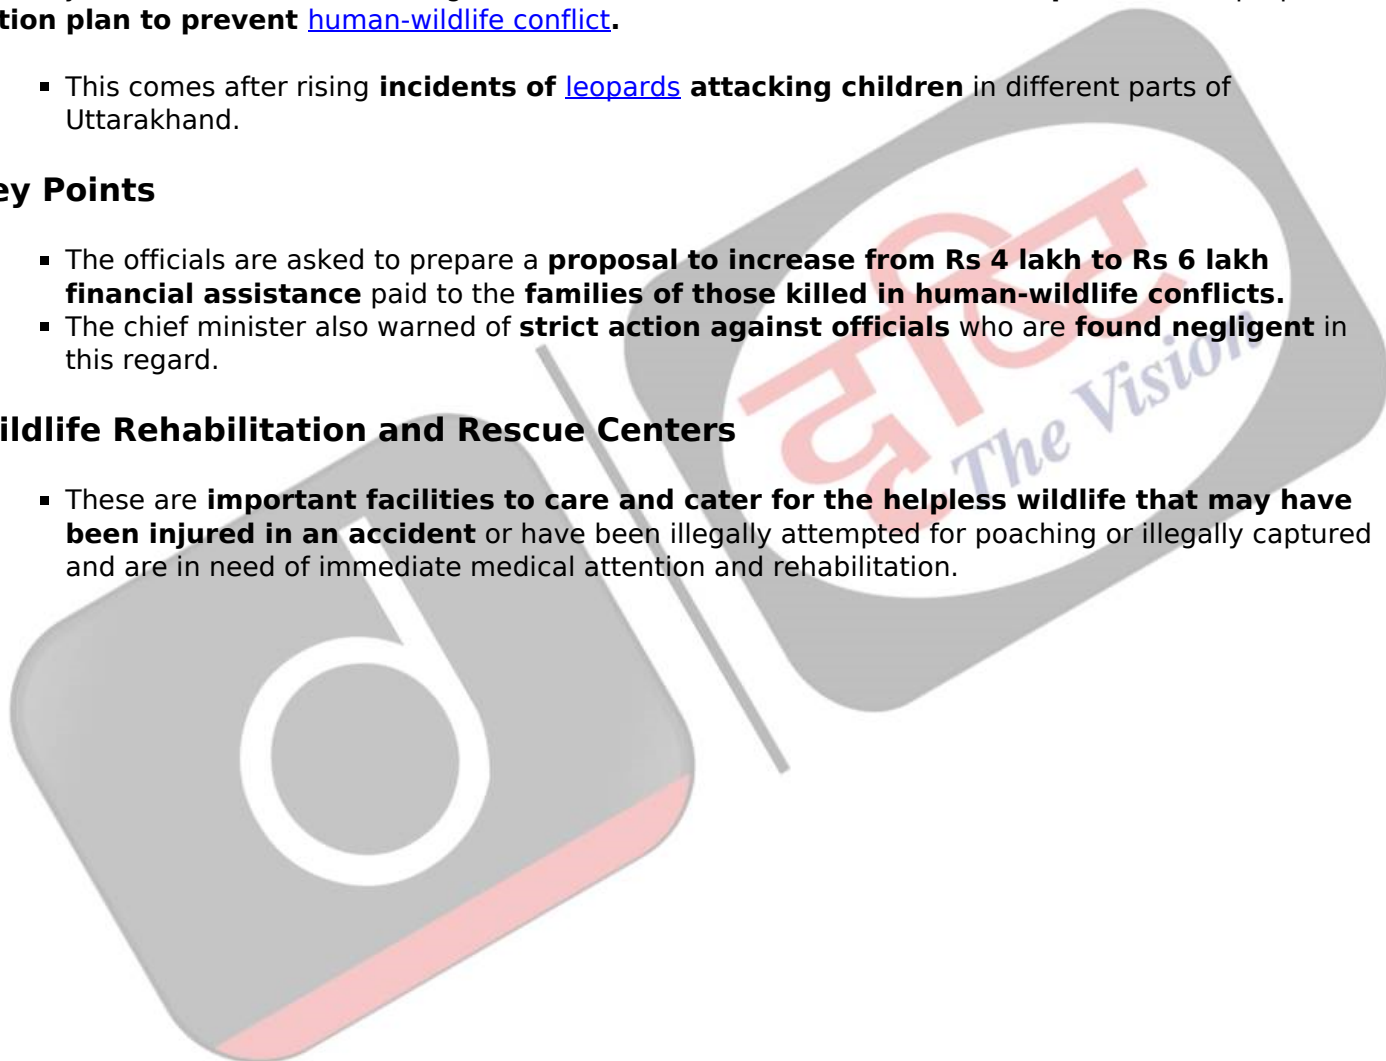 tion plan to prevent human-wildlife conflict.
This comes after rising incidents of leopards attacking children in different parts of
Uttarakhand.
ey Points
The officials are asked to prepare a proposal to increase from Rs 4 lakh to Rs 6 lakh
financial assistance paid to the families of those killed in human-wildlife conflicts.
The chief minister also warned of strict action against officials who are found negligent in
this regard.
ildlife Rehabilitation and Rescue Centers
These are important facilities to care and cater for the helpless wildlife that may have
been injured in an accident or have been illegally attempted for poaching or illegally captured
and are in need of immediate medical attention and rehabilitation.
दृष्टि
The Vision
d